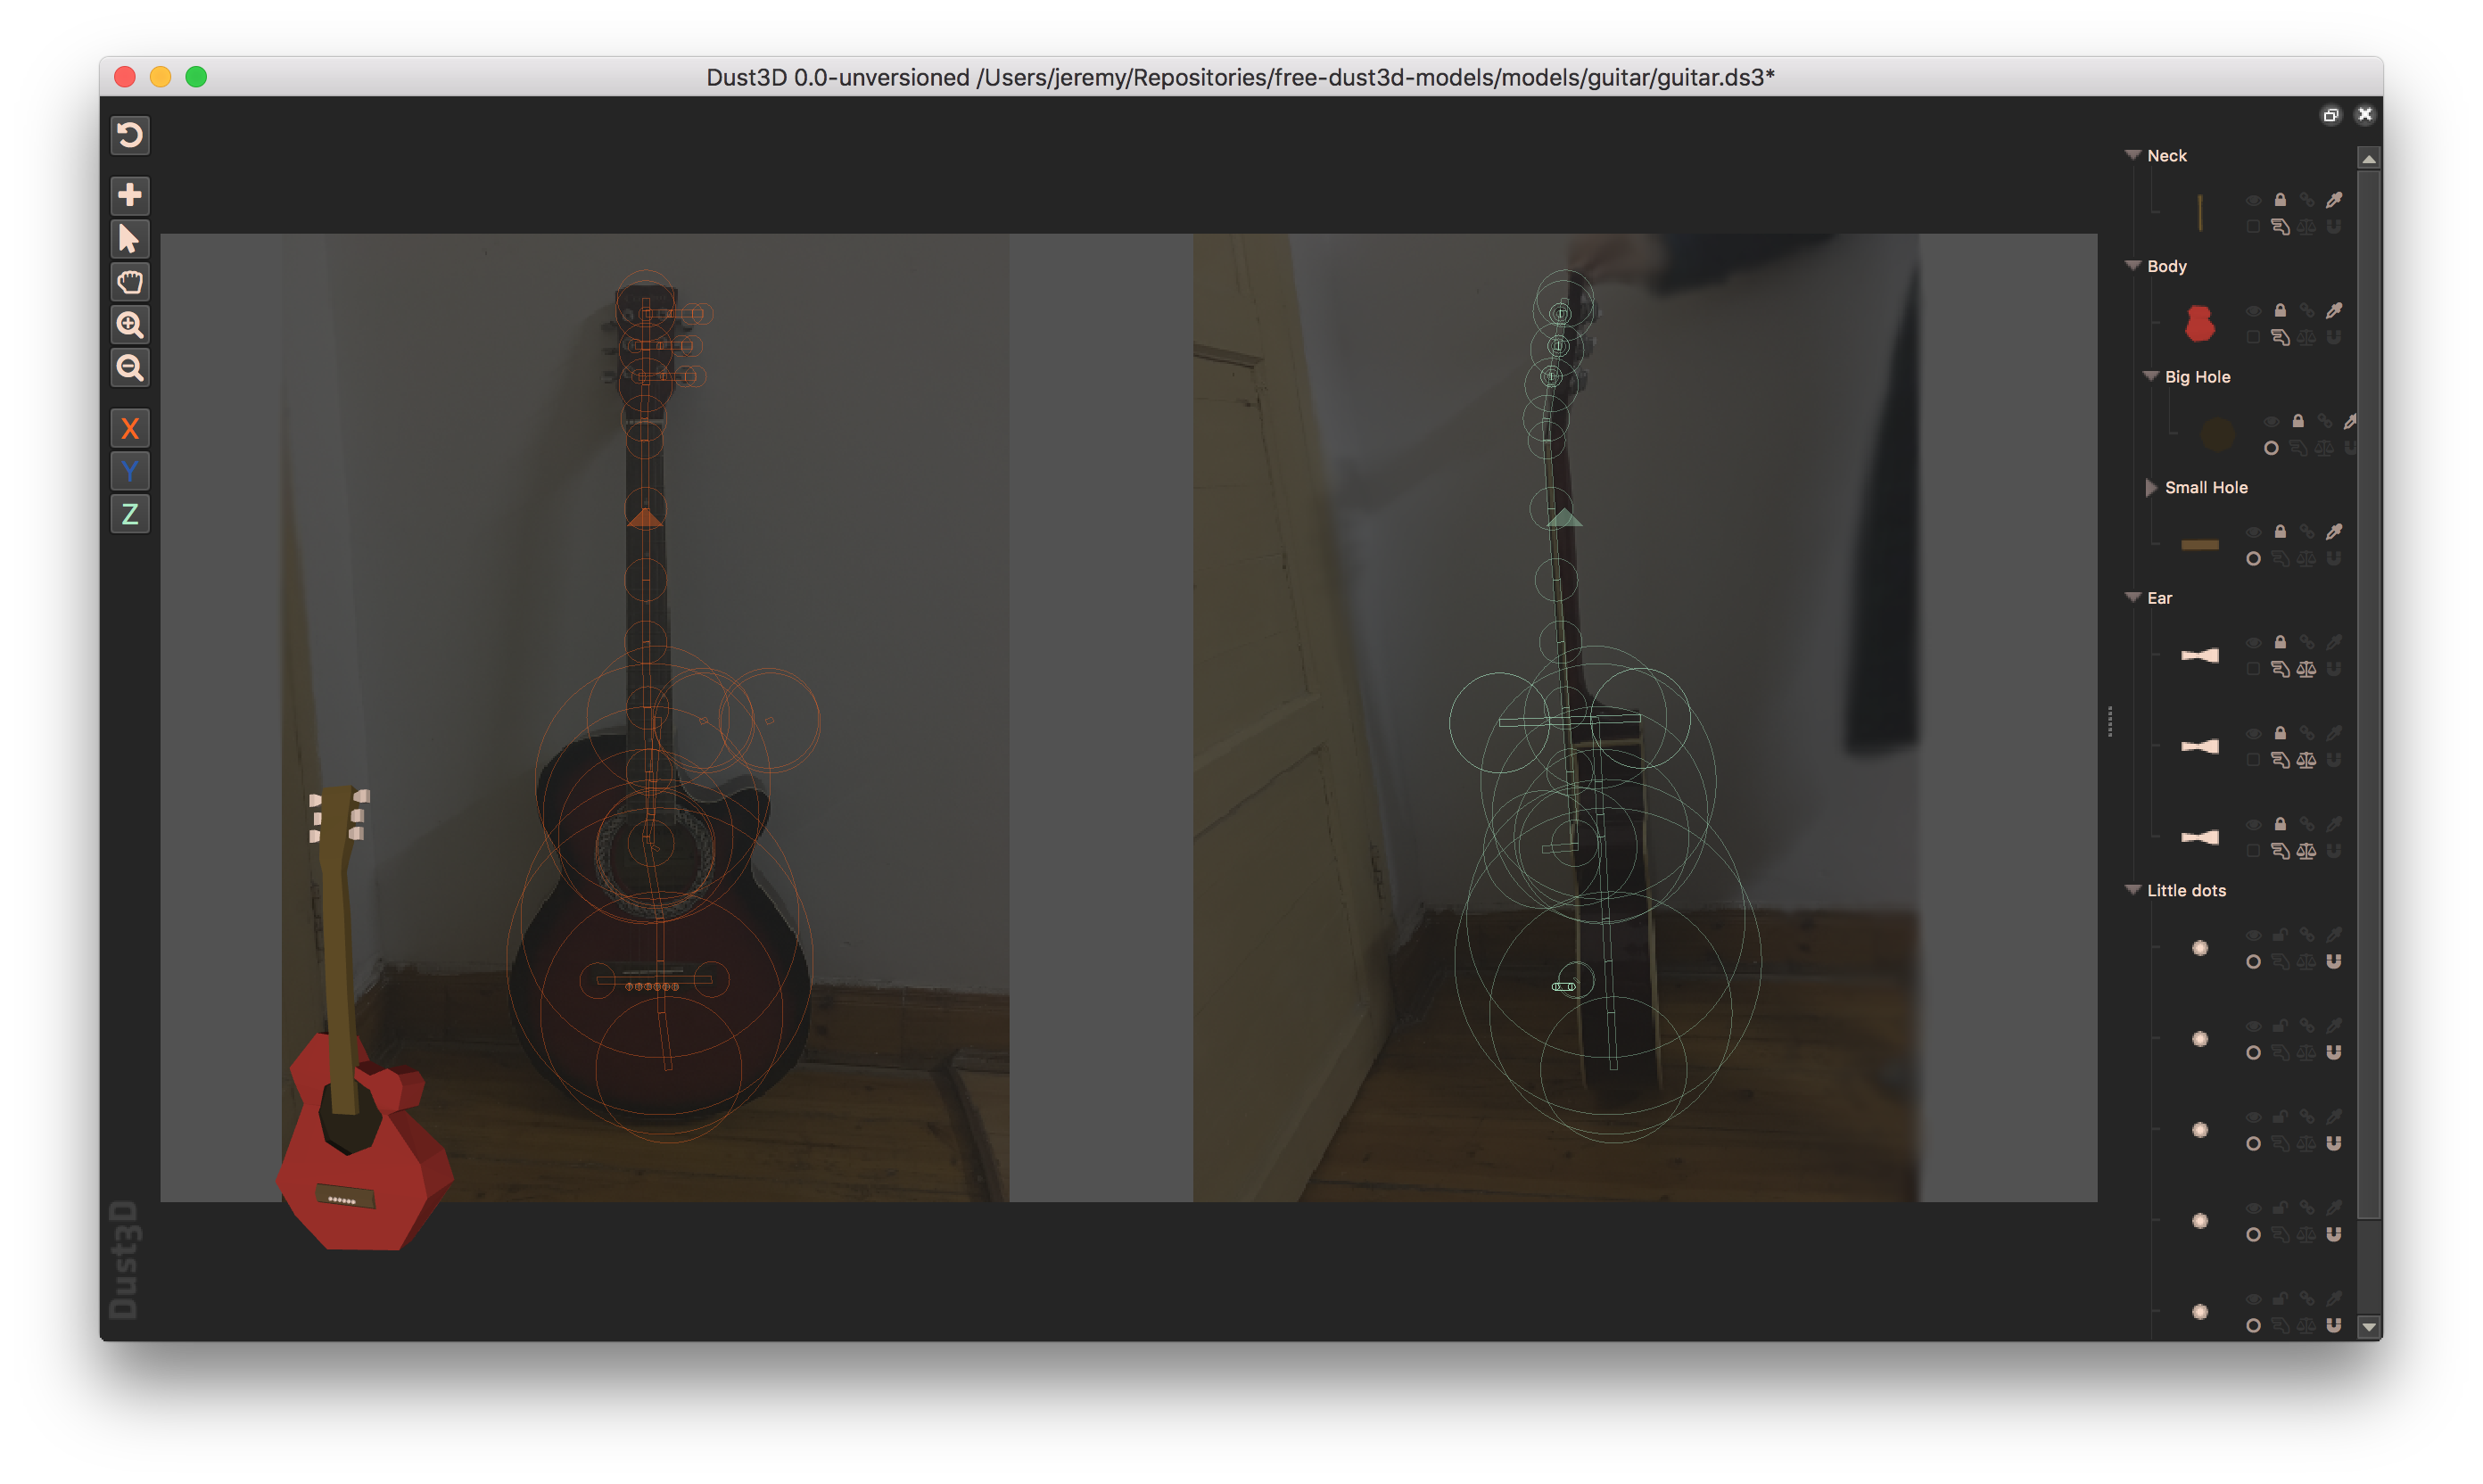 Dust3D 0.0-unversioned /Users/jeremy/Repositories/free-dust3d-models/models/guitar/guitar.ds3*
X
Y
Z
Neck
Body
Big Hole
Small Hole
Ear
Little dots
Dust3D